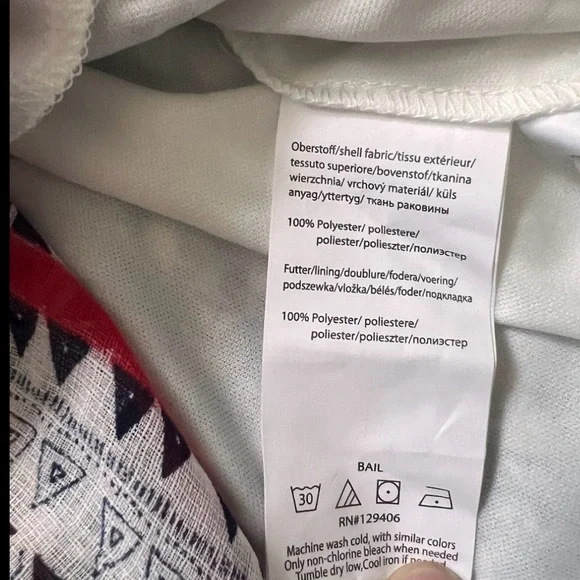 Oberstoff/shell fabric/tissu extérieur/
tessuto superiore/bovenstof/tkanina
wierzchnia/ vrchový materiál/ küls
anyag/yttertyg/ ткань раковины
100% Polyester/ poliestere/
poliester/polieszter/полиэстер
Futter/lining/doublure/fodera/voering/
podszewka/vložka/bélés/foder/подкладка
100% Polyester/ poliestere/
poliester/polieszter/полиэстер
BAIL
30
RN#129406
Machine wash cold, with similar colors
Only non-chlorine bleach when needed
Tumble dry low,Cool iron if